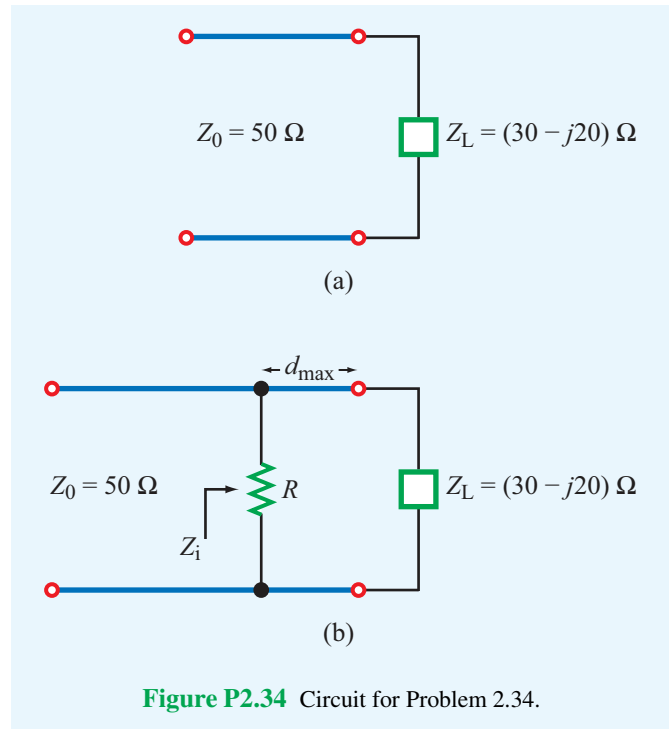 Z0 = 50 Ω
ZL = (30 − j20) Ω
(a)
dmax
Z0 = 50 Ω
R
ZL = (30 − j20) Ω
Zi
(b)
Figure P2.34 Circuit for Problem 2.34.